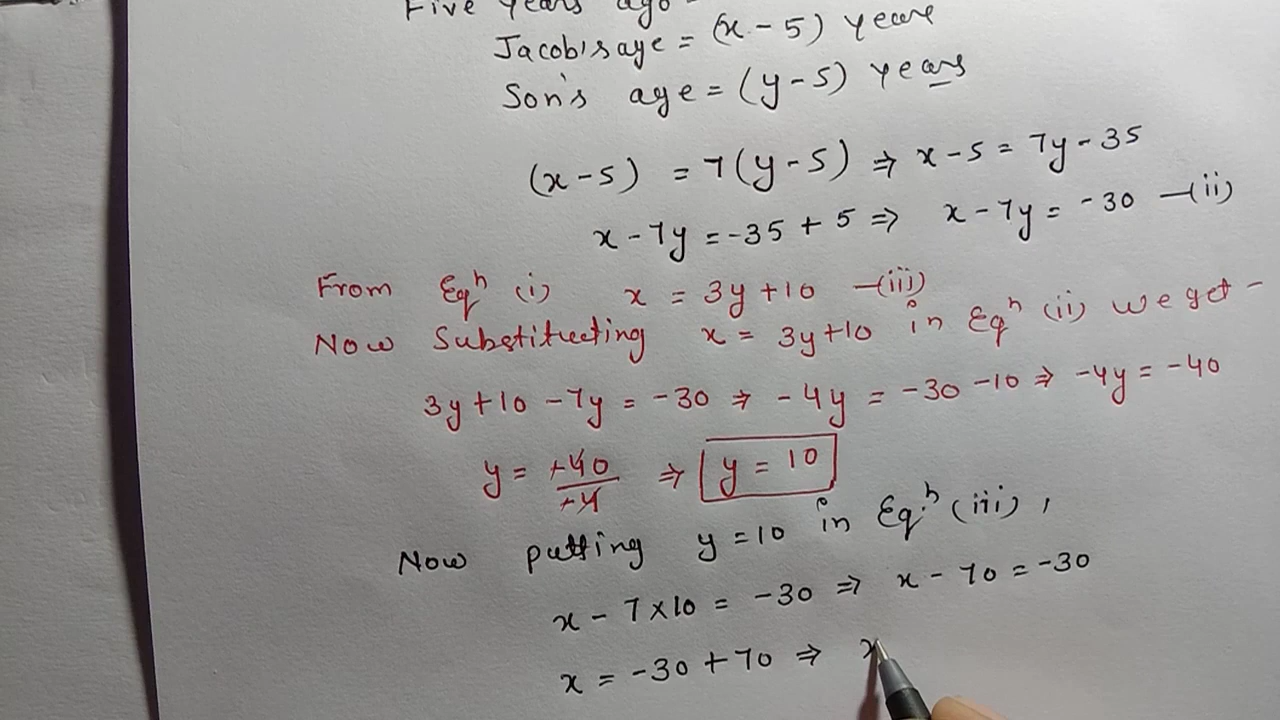 Five years ago -
Jacob's age = (x - 5) years
Son's age = (y - 5) years
(x - 5) = 7(y - 5) ⇒ x - 5 = 7y - 35
x - 7y = -35 + 5 ⇒ x - 7y = -30 —(ii)
From Eqⁿ (i) x = 3y + 10 —(iii)
Now Substituting x = 3y+10 in Eqⁿ (ii) we get -
3y + 10 - 7y = -30 ⇒ -4y = -30 - 10 ⇒ -4y = -40
y = -40/-4 ⇒ y = 10
Now putting y = 10 in Eqⁿ (iii),
x - 7×10 = -30 ⇒ x - 70 = -30
x = -30 + 70 ⇒ x